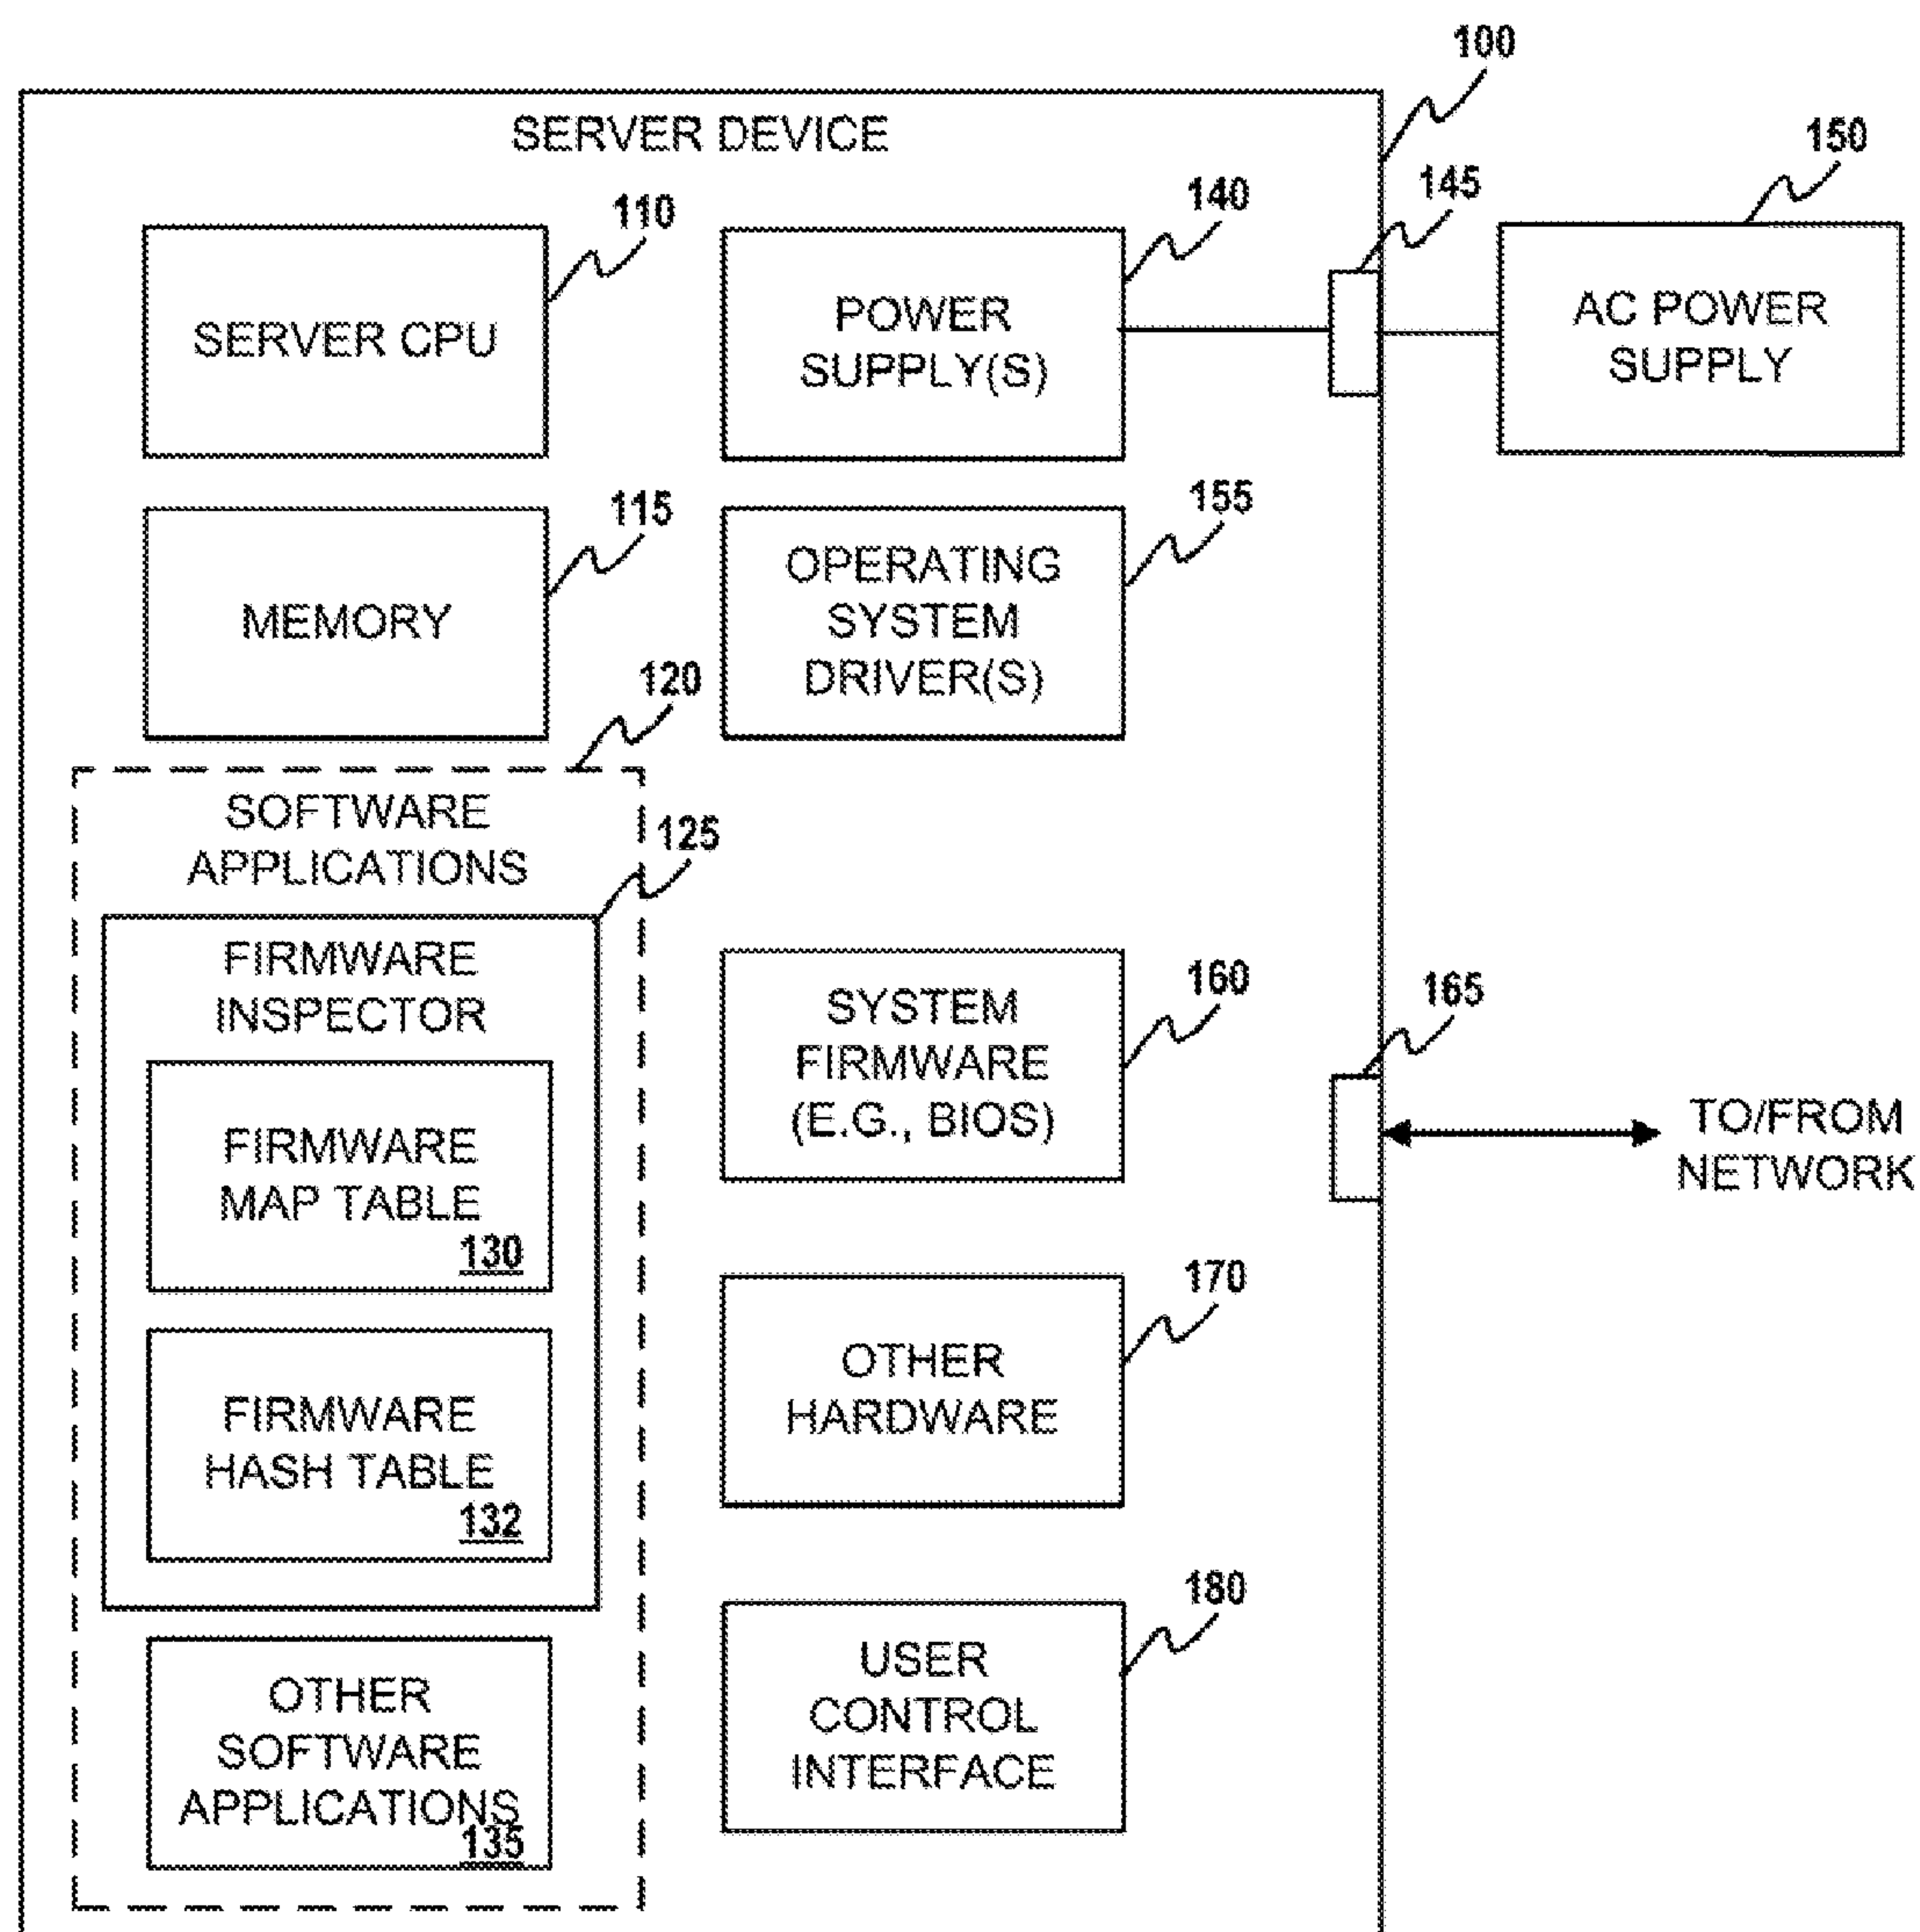 100
SERVER DEVICE
150
145
140
110
SERVER CPU
POWER
SUPPLY(S)
AC POWER
SUPPLY
115
155
MEMORY
OPERATING
SYSTEM
DRIVER(S)
120
SOFTWARE
APPLICATIONS
125
FIRMWARE
INSPECTOR
FIRMWARE
MAP TABLE
130
FIRMWARE
HASH TABLE
132
OTHER
SOFTWARE
APPLICATIONS
135
160
SYSTEM
FIRMWARE
(E.G., BIOS)
165
TO/FROM
NETWORK
170
OTHER
HARDWARE
180
USER
CONTROL
INTERFACE